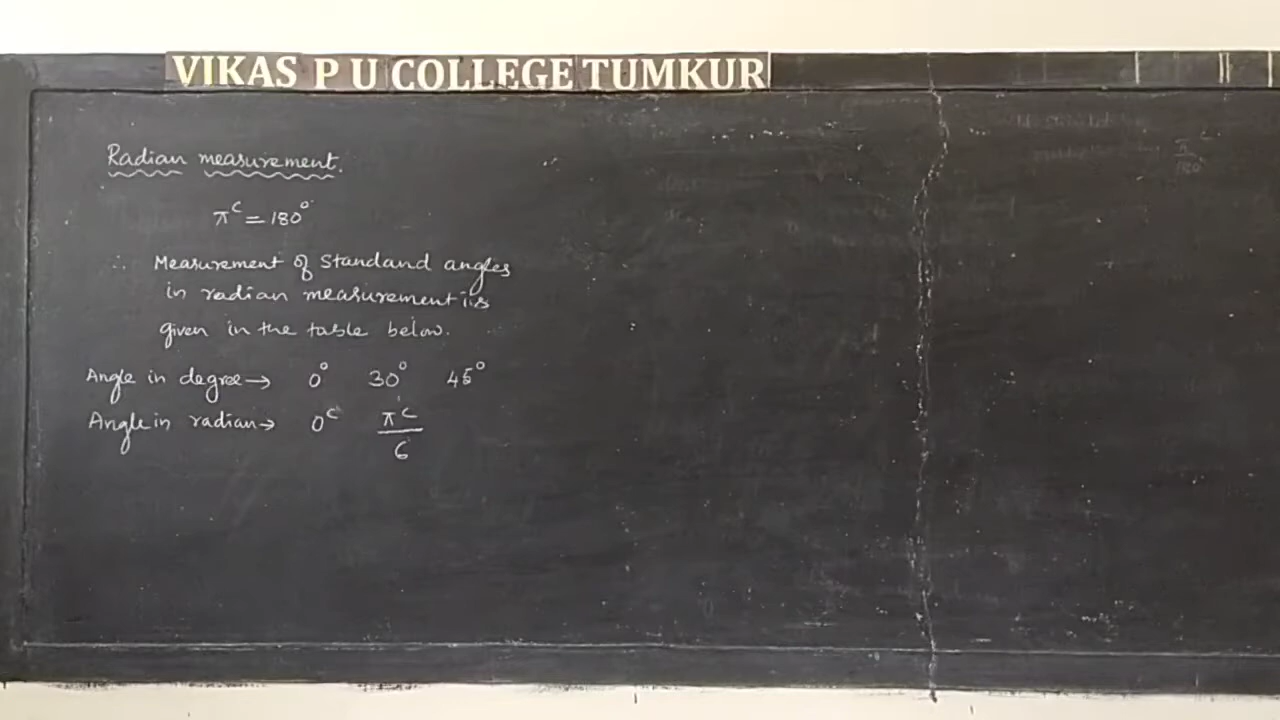 VIKAS P U COLLEGE TUMKUR
Radian measurement.
π^c = 180°
∴ Measurement of Standard angles
in radian measurement is
given in the table below.
Angle in degree → 0° 30° 45°
Angle in radian → 0^c π^c/6
π^c/180°